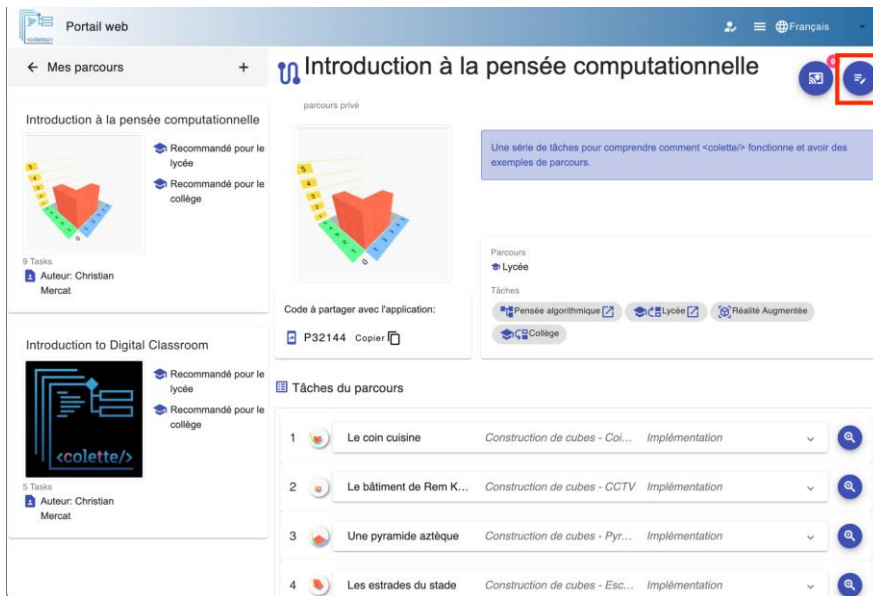 Portail web
Français
Mes parcours
+
Introduction à la pensée computationnelle
Recommandé pour le
lycée
Recommandé pour le
collège
9 Tasks
Auteur: Christian
Mercat
Introduction to Digital Classroom
<colette/>
Recommandé pour le
lycée
Recommandé pour le
collège
5 Tasks
Auteur: Christian
Mercat
Introduction à la pensée computationnelle
parcours privé
Une série de tâches pour comprendre comment <colette/> fonctionne et avoir des
exemples de parcours.
Code à partager avec l'application:
P32144 Copier
Parcours
Lycée
Tâches
Pensée algorithmique Lycée Réalité Augmentée
Collège
Tâches du parcours
1 Le coin cuisine Construction de cubes - Coi... Implémentation
2 Le bâtiment de Rem K... Construction de cubes - CCTV Implémentation
3 Une pyramide aztèque Construction de cubes - Pyr... Implémentation
4 Les estrades du stade Construction de cubes - Esc... Implémentation